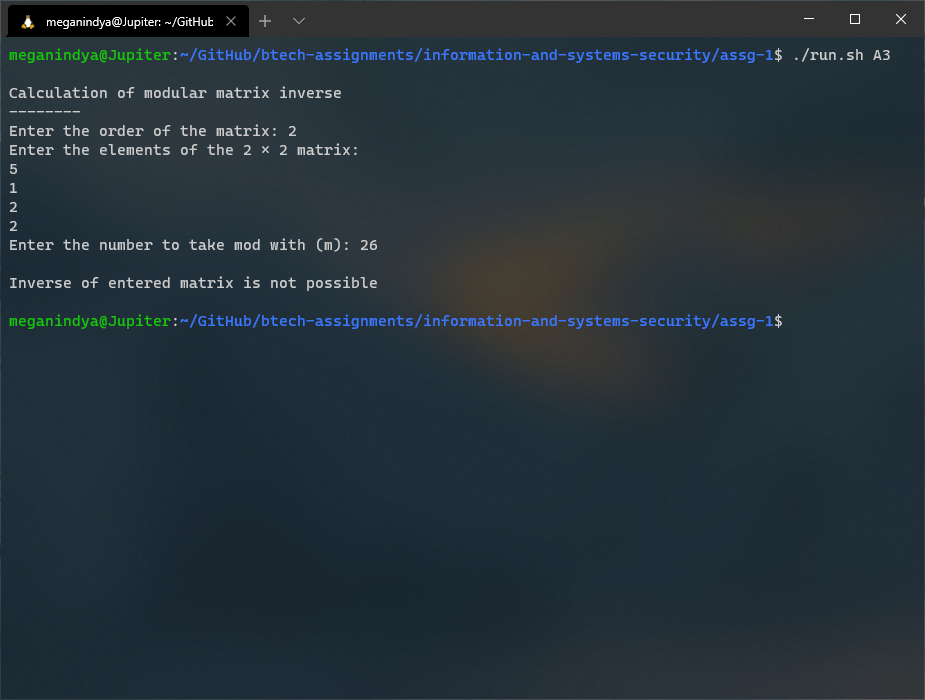 meganindya@Jupiter: ~/GitHub
meganindya@Jupiter:~/GitHub/btech-assignments/information-and-systems-security/assg-1$ ./run.sh A3
Calculation of modular matrix inverse
--------
Enter the order of the matrix: 2
Enter the elements of the 2 × 2 matrix:
5
1
2
2
Enter the number to take mod with (m): 26
Inverse of entered matrix is not possible
meganindya@Jupiter:~/GitHub/btech-assignments/information-and-systems-security/assg-1$